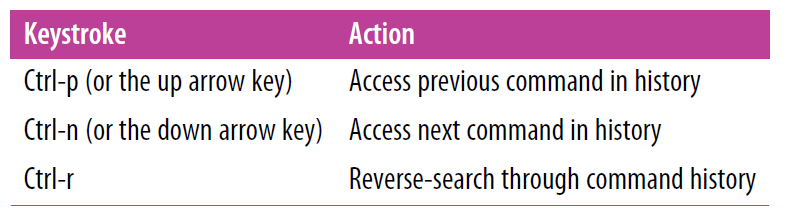 Keystroke Action
Ctrl-p (or the up arrow key) Access previous command in history
Ctrl-n (or the down arrow key) Access next command in history
Ctrl-r Reverse-search through command history